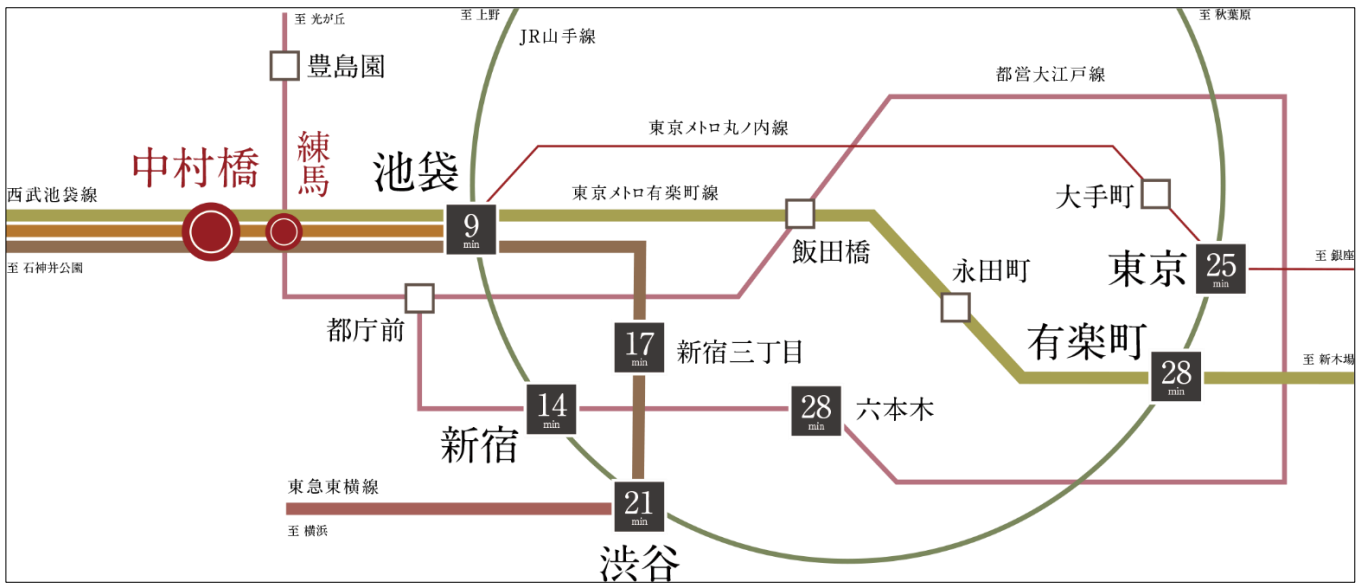 至 光が丘
至 上野
至 秋葉原
JR山手線
豊島園
都営大江戸線
東京メトロ丸ノ内線
中村橋
練馬
池袋
西武池袋線
東京メトロ有楽町線
大手町
9
min
飯田橋
至 石神井公園
永田町
東京
25
min
至 銀座
都庁前
17
min
新宿三丁目
有楽町
28
min
至 新木場
14
min
新宿
28
min
六本木
東急東横線
21
min
至 横浜
渋谷